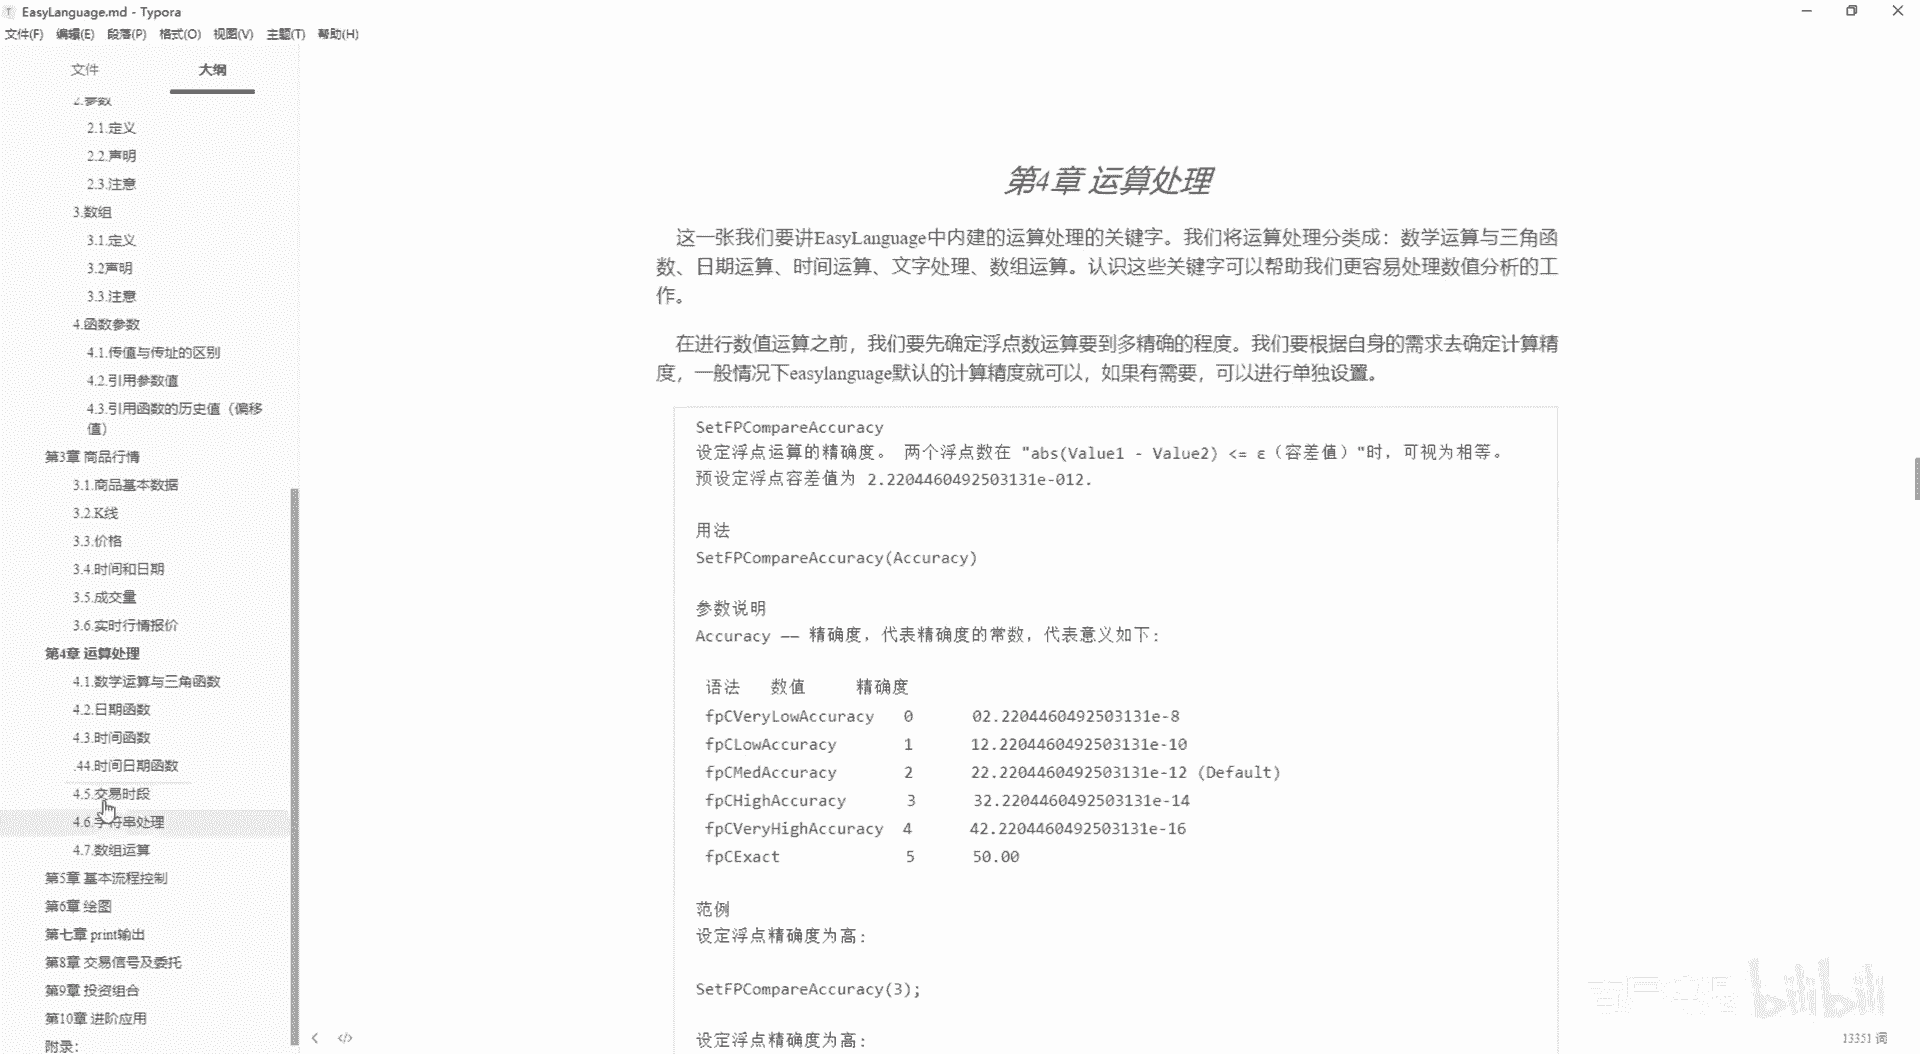 EasyLanguage.md - Typora
文件(F) 编辑(E) 段落(P) 格式(O) 视图(V) 主题(T) 帮助(H)
文件 大纲
2.参数
2.1.定义
2.2.声明
2.3.注意
3.数组
3.1.定义
3.2声明
3.3.注意
4.函数参数
4.1.传值与传址的区别
4.2.引用参数值
4.3.引用函数的历史值（偏移
值）
第3章 商品行情
3.1.商品基本数据
3.2.K线
3.3.价格
3.4.时间和日期
3.5.成交量
3.6.实时行情报价
第4章 运算处理
4.1.数学运算与三角函数
4.2.日期函数
4.3.时间函数
.44.时间日期函数
4.5.交易时段
4.6.字符串处理
4.7.数组运算
第5章 基本流程控制
第6章 绘图
第七章 print输出
第8章 交易信号及委托
第9章 投资组合
第10章 进阶应用
附录：
第4章 运算处理
这一张我们要讲EasyLanguage中内建的运算处理的关键字。我们将运算处理分类成：数学运算与三角函
数、日期运算、时间运算、文字处理、数组运算。认识这些关键字可以帮助我们更容易处理数值分析的工
作。
在进行数值运算之前，我们要先确定浮点数运算要到多精确的程度。我们要根据自身的需求去确定计算精
度，一般情况下easylanguage默认的计算精度就可以，如果有需要，可以进行单独设置。
SetFPCompareAccuracy
设定浮点运算的精确度。 两个浮点数在 "abs(Value1 - Value2) <= ε（容差值）"时，可视为相等。
预设定浮点容差值为 2.2204460492503131e-012.
用法
SetFPCompareAccuracy(Accuracy)
参数说明
Accuracy —— 精确度，代表精确度的常数，代表意义如下：
语法 数值 精确度
fpCVeryLowAccuracy 0 02.2204460492503131e-8
fpCLowAccuracy 1 12.2204460492503131e-10
fpCMedAccuracy 2 22.2204460492503131e-12 (Default)
fpCHighAccuracy 3 32.2204460492503131e-14
fpCVeryHighAccuracy 4 42.2204460492503131e-16
fpCExact 5 50.00
范例
设定浮点精确度为高：
SetFPCompareAccuracy(3);
设定浮点精确度为高：
bilibili
13351 词